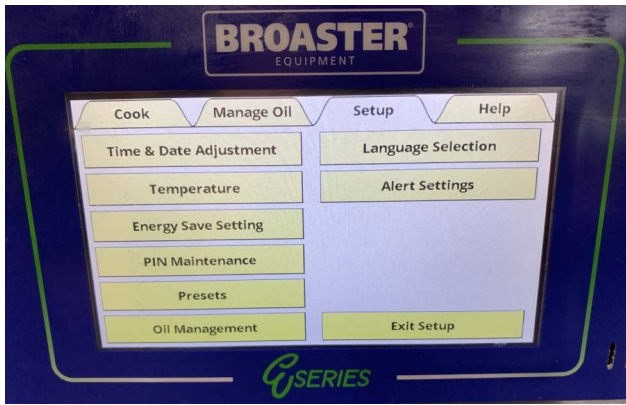 BROASTER®
EQUIPMENT
Cook Manage Oil Setup Help
Time & Date Adjustment Language Selection
Temperature Alert Settings
Energy Save Setting
PIN Maintenance
Presets
Oil Management Exit Setup
SERIES